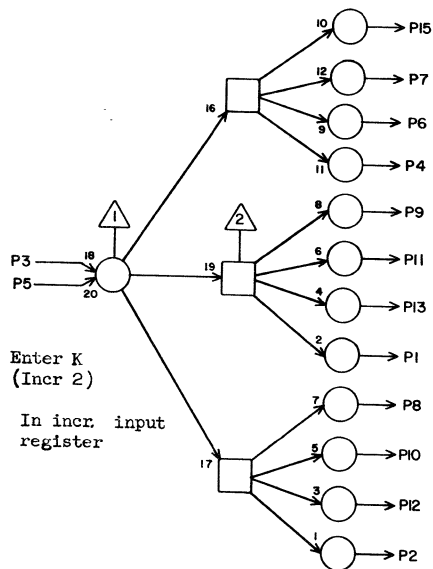 10 P15
12 P7
16
9 P6
11 P4
1
2
8 P9
P3 18
19
6 P11
P5 20
4 P13
2 P1
Enter K
(Incr 2)
7 P8
In incr. input
register
17
5 P10
3 P12
1 P2